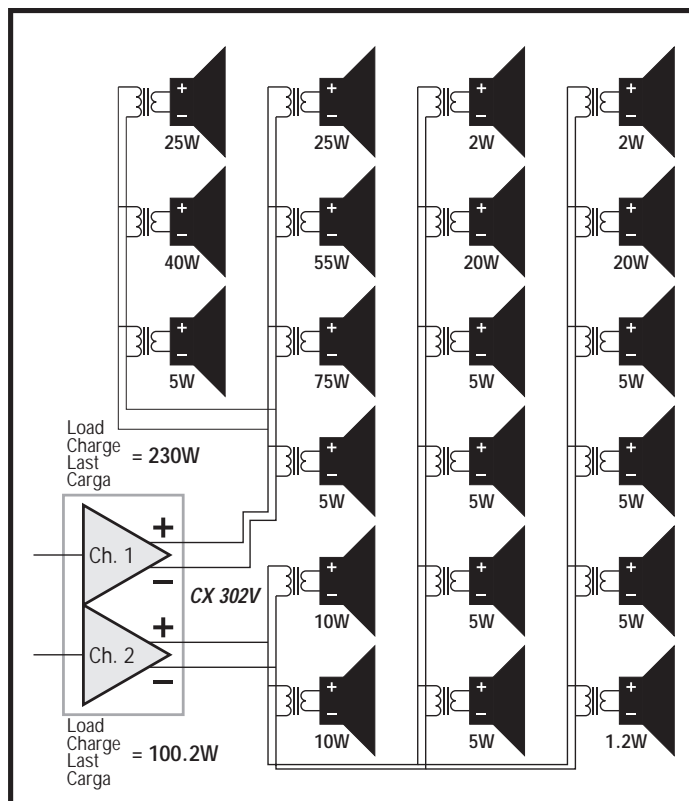 + + + +
− − − −
25W 25W 2W 2W
+ + + +
− − − −
40W 55W 20W 20W
+ + + +
− − − −
5W 75W 5W 5W
Load
Charge
Last
Carga
= 230W
+ + +
− − −
5W 5W 5W
+
Ch. 1
−
CX 302V
+ + +
− − −
10W 5W 5W
+
Ch. 2
−
+ + +
− − −
10W 5W 1.2W
Load
Charge
Last
Carga
= 100.2W